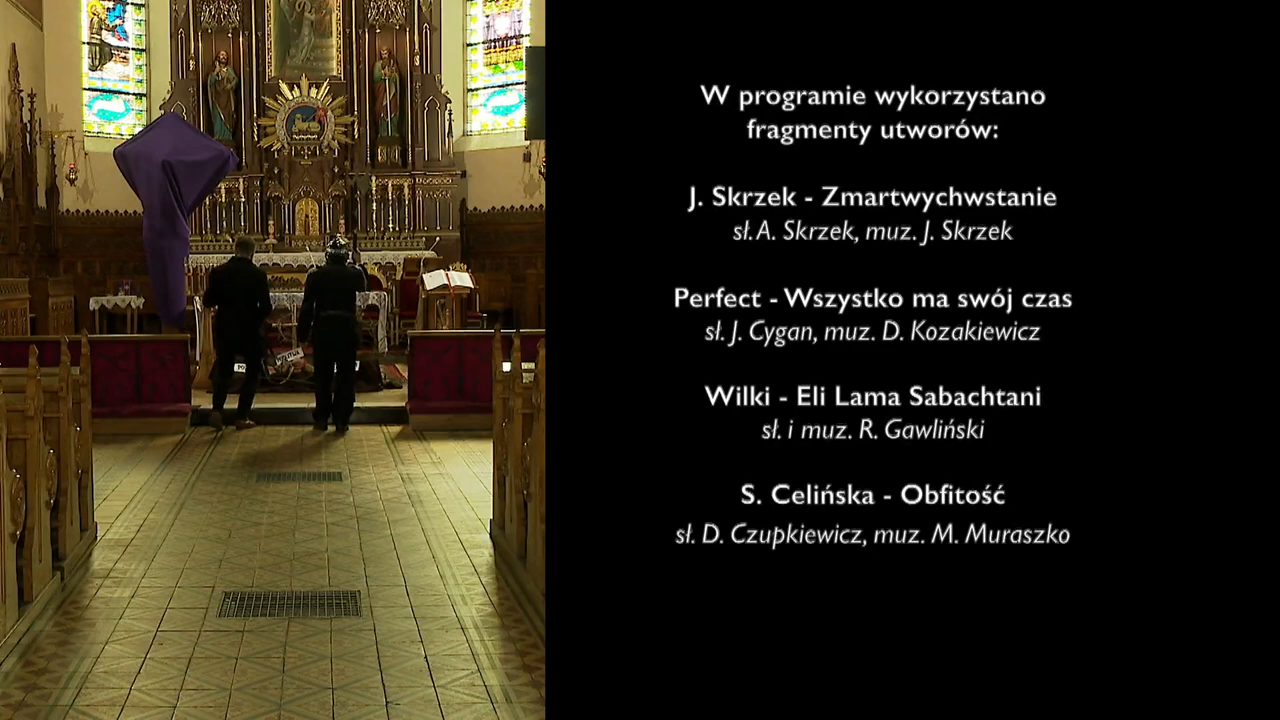 W programie wykorzystano
fragmenty utworów:
J. Skrzek - Zmartwychwstanie
sł. A. Skrzek, muz. J. Skrzek
Perfect - Wszystko ma swój czas
sł. J. Cygan, muz. D. Kozakiewicz
Wilki - Eli Lama Sabachtani
sł. i muz. R. Gawliński
S. Celińska - Obfitość
sł. D. Czupkiewicz, muz. M. Muraszko